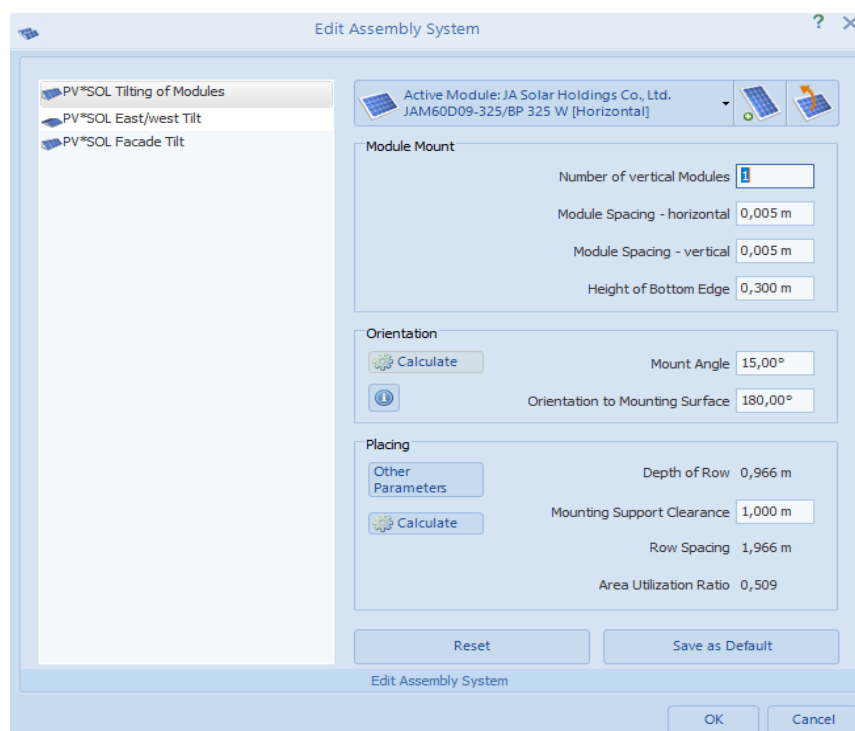 Edit Assembly System
?
PV*SOL Tilting of Modules
PV*SOL East/west Tilt
PV*SOL Facade Tilt
Active Module: JA Solar Holdings Co., Ltd.
JAM60D09-325/BP 325 W [Horizontal]
Module Mount
Number of vertical Modules 1
Module Spacing - horizontal 0,005 m
Module Spacing - vertical 0,005 m
Height of Bottom Edge 0,300 m
Orientation
Calculate
Mount Angle 15,00°
Orientation to Mounting Surface 180,00°
Placing
Other
Parameters
Depth of Row 0,966 m
Mounting Support Clearance 1,000 m
Calculate
Row Spacing 1,966 m
Area Utilization Ratio 0,509
Reset
Save as Default
Edit Assembly System
OK
Cancel